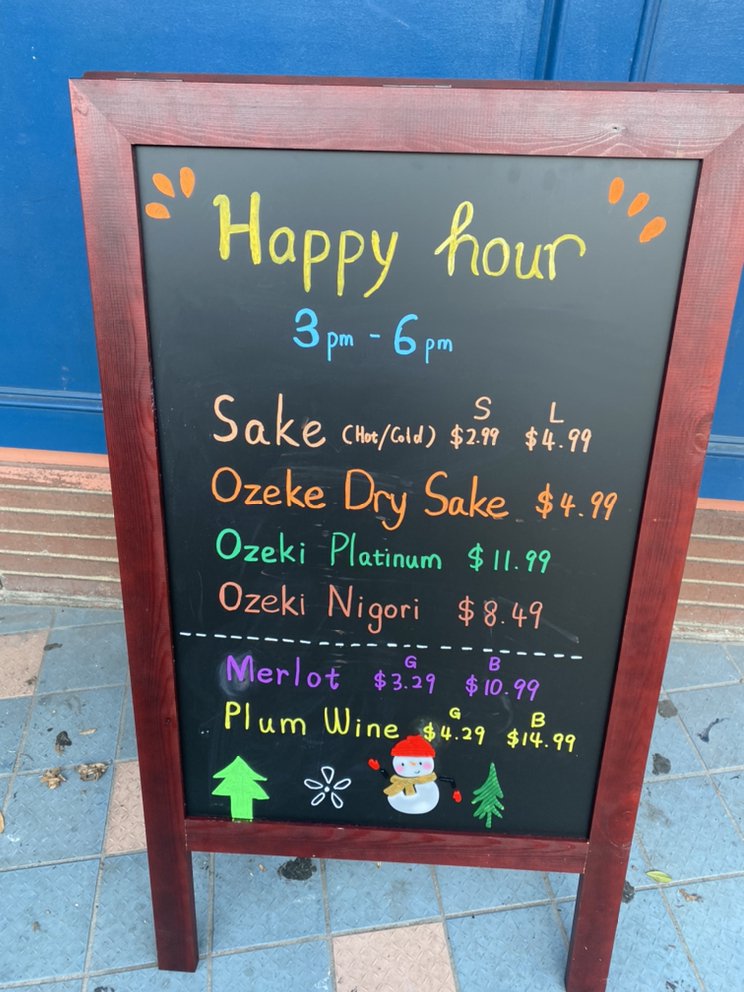 Happy hour
3pm - 6pm
S L
Sake (Hot/Cold) $2.99 $4.99
Ozeke Dry Sake $4.99
Ozeki Platinum $11.99
Ozeki Nigori $8.49
G B
Merlot $3.29 $10.99
G B
Plum Wine $4.29 $14.99